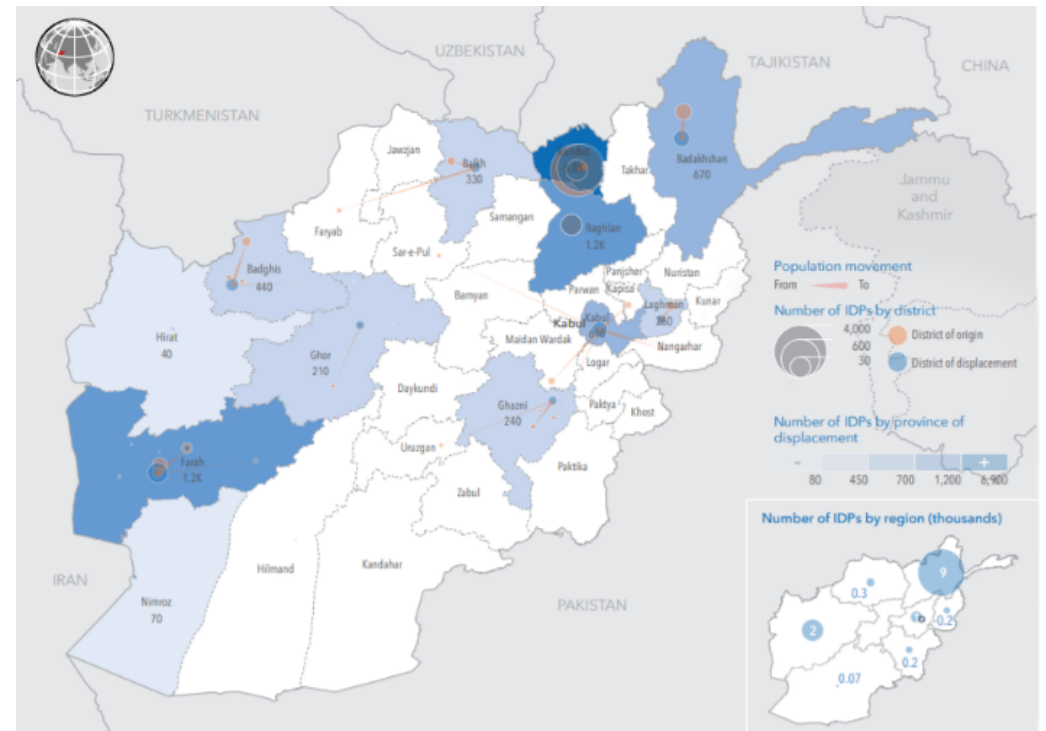 UZBEKISTAN
TAJIKISTAN
CHINA
TURKMENISTAN
Jawzjan
Balkh
330
Badakhshan
670
Takhar
Jammu
and
Kashmir
Samangan
Faryab
Baghlan
1.2K
Sar-e-Pul
Badghis
440
Panjsher
Nuristan
Bamyan
Parwan
Kapisa
Laghman
Kunar
Hirat
40
Kabul
Kabul
Maidan Wardak
Nangarhar
Ghor
210
Logar
Daykundi
Ghazni
240
Paktya
Khost
Uruzgan
Farah
1.2K
Paktika
Zabul
Hilmand
Kandahar
IRAN
Nimroz
70
PAKISTAN
Population movement
From To
Number of IDPs by district
4,000
600
30
District of origin
District of displacement
Number of IDPs by province of
displacement
- +
80 450 700 1,200 6,900
Number of IDPs by region (thousands)
9
0.3
2
0.2
0.2
0.07